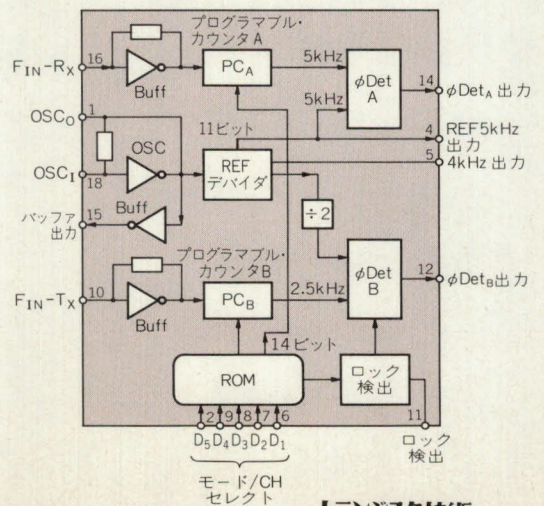 プログラマブル・
カウンタA
16
FIN-RX
Buff
PCA
5kHz
5kHz
φDet
A
14
φDetA出力
OSCO
1
OSC
11ビット
REF
デバイダ
4
REF5kHz
出力
5
4kHz出力
OSCI
18
÷2
バッファ
出力
15
Buff
プログラマブル・
カウンタB
FIN-TX
10
Buff
PCB
2.5kHz
φDet
B
12
φDetB出力
14ビット
ROM
ロック
検出
11
ロック
検出
2 9 8 7 6
D5 D4 D3 D2 D1
モード/CH
セレクト